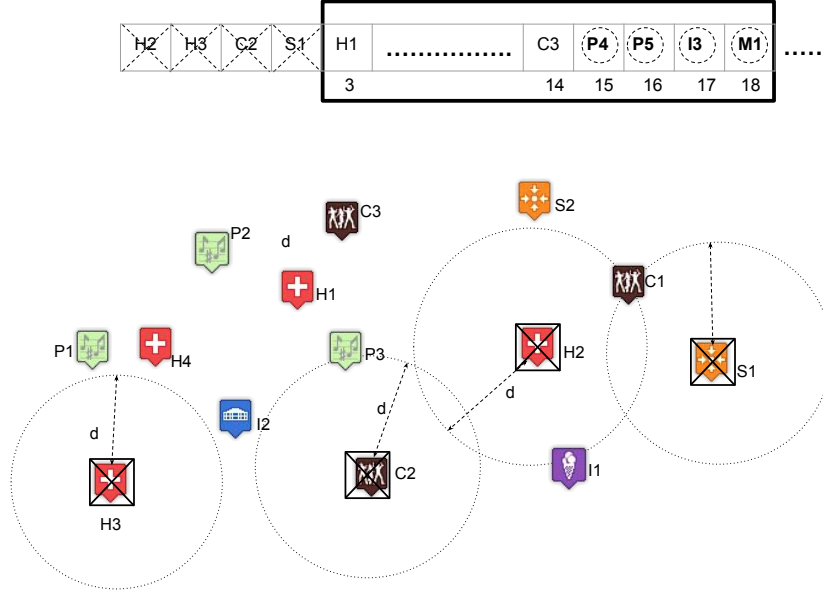 H2 H3 C2 S1 H1 ................ C3 P4 P5 I3 M1 .....
3 14 15 16 17 18
S2
C3
P2
d
C1
H1
P1 H4 P3 H2 S1
d
d
I2
d
C2 I1
H3